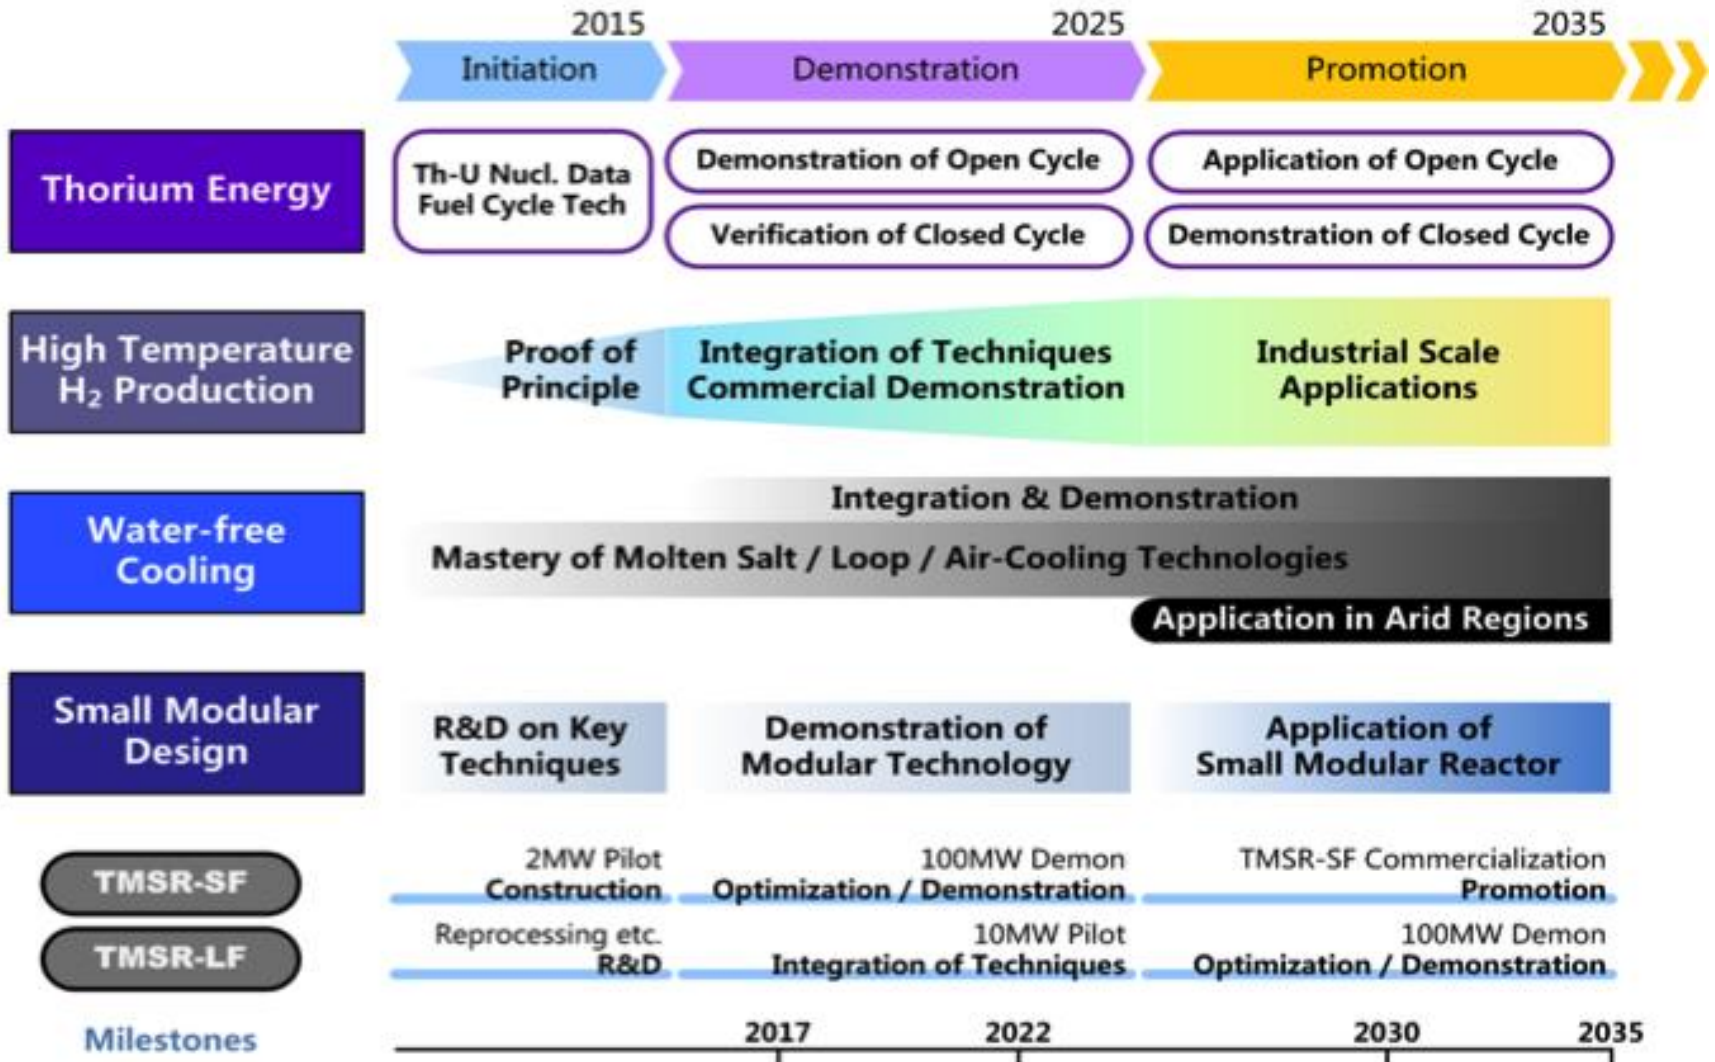 2015
2025
2035
Initiation
Demonstration
Promotion
Thorium Energy
Th-U Nucl. Data
Fuel Cycle Tech
Demonstration of Open Cycle
Verification of Closed Cycle
Application of Open Cycle
Demonstration of Closed Cycle
High Temperature
H₂ Production
Proof of
Principle
Integration of Techniques
Commercial Demonstration
Industrial Scale
Applications
Water-free
Cooling
Integration & Demonstration
Mastery of Molten Salt / Loop / Air-Cooling Technologies
Application in Arid Regions
Small Modular
Design
R&D on Key
Techniques
Demonstration of
Modular Technology
Application of
Small Modular Reactor
TMSR-SF
2MW Pilot
Construction
100MW Demon
Optimization / Demonstration
TMSR-SF Commercialization
Promotion
TMSR-LF
Reprocessing etc.
R&D
10MW Pilot
Integration of Techniques
100MW Demon
Optimization / Demonstration
Milestones
2017
2022
2030
2035